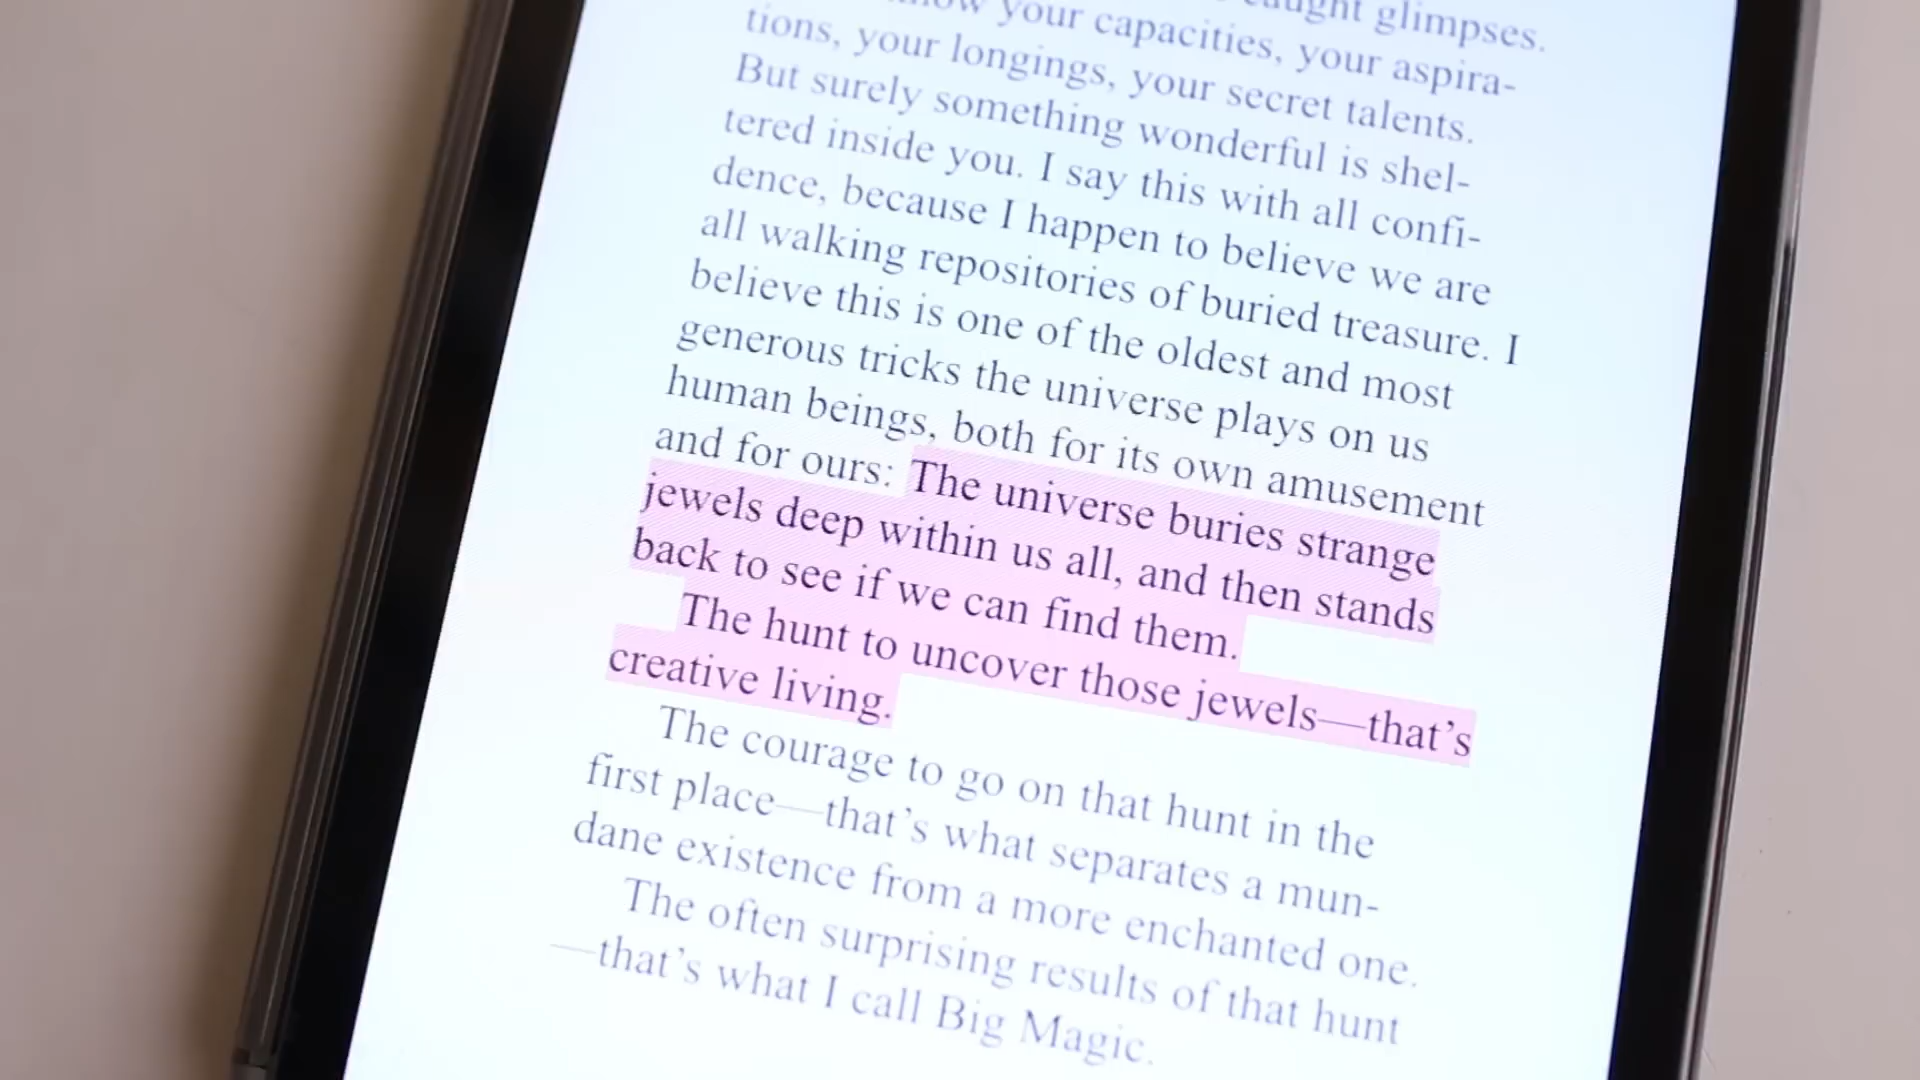 caught glimpses.
your capacities, your aspira-
tions, your longings, your secret talents.
But surely something wonderful is shel-
tered inside you. I say this with all confi-
dence, because I happen to believe we are
all walking repositories of buried treasure. I
believe this is one of the oldest and most
generous tricks the universe plays on us
human beings, both for its own amusement
and for ours: The universe buries strange
jewels deep within us all, and then stands
back to see if we can find them.
The hunt to uncover those jewels—that’s
creative living.
The courage to go on that hunt in the
first place—that’s what separates a mun-
dane existence from a more enchanted one.
The often surprising results of that hunt
—that’s what I call Big Magic.